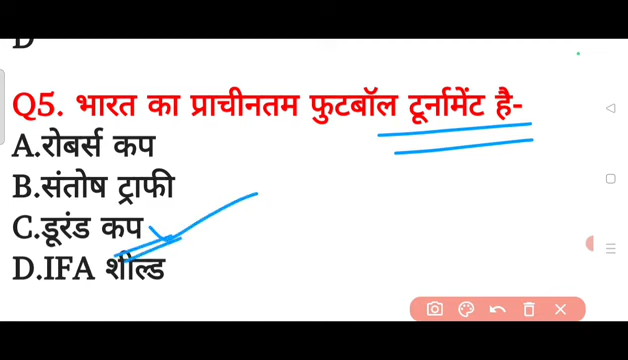 Q5. भारत का प्राचीनतम फुटबॉल टूर्नामेंट है-
A.रोबर्स कप
B.संतोष ट्राफी
C.डूरंड कप
D.IFA शील्ड